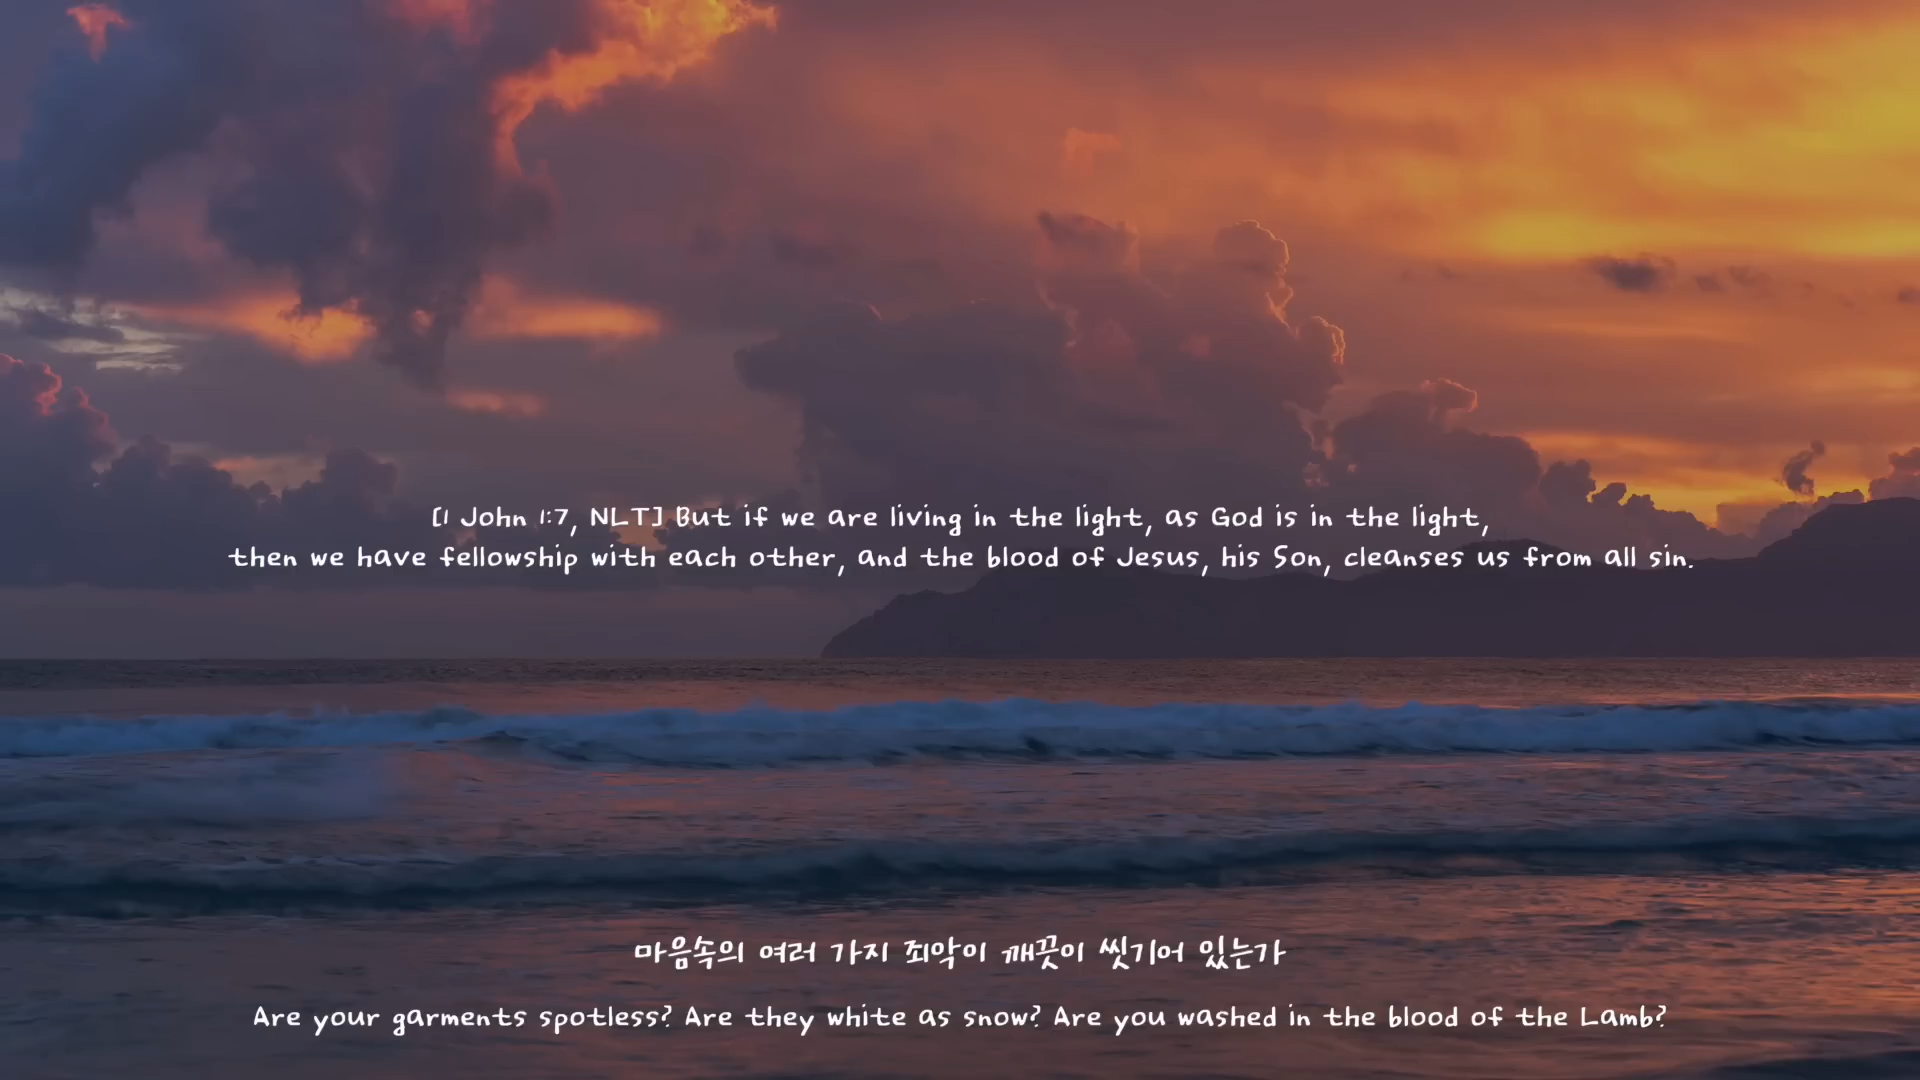 [1 John 1:7, NLT] But if we are living in the light, as God is in the light,
then we have fellowship with each other, and the blood of Jesus, his Son, cleanses us from all sin.
마음속의 여러 가지 죄악이 깨끗이 씻기어 있는가
Are your garments spotless? Are they white as snow? Are you washed in the blood of the Lamb?